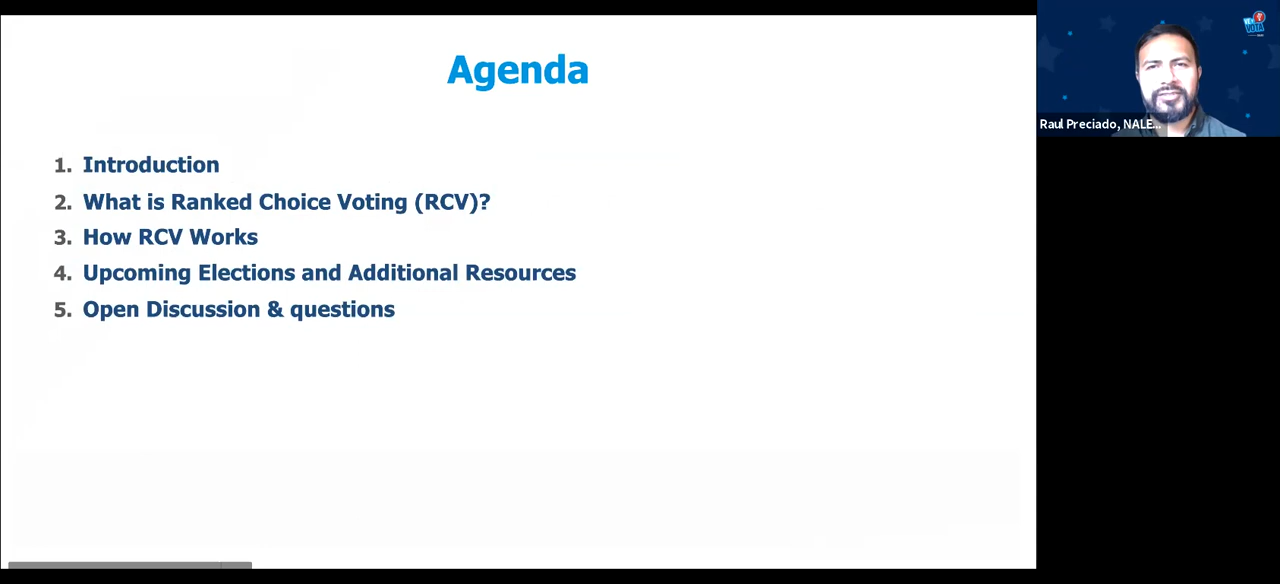 Agenda
1. Introduction
2. What is Ranked Choice Voting (RCV)?
3. How RCV Works
4. Upcoming Elections and Additional Resources
5. Open Discussion & questions
VOTA
Raul Preciado, NALE...